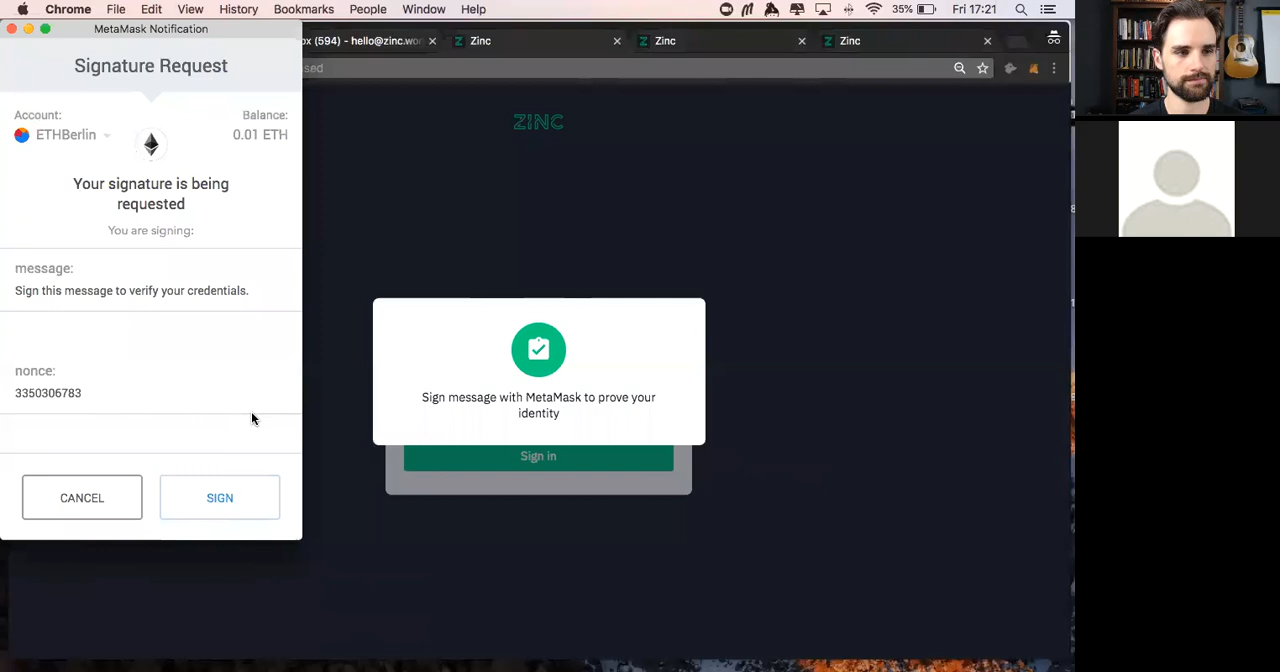 Chrome File Edit View History Bookmarks People Window Help 35% Fri 17:21
MetaMask Notification
ox (594) - hello@zinc.wo Zinc Zinc Zinc
Signature Request
sed
Account: Balance:
ETHBerlin 0.01 ETH
ZINC
Your signature is being
requested
You are signing:
message:
Sign this message to verify your credentials.
nonce:
3350306783
Sign message with MetaMask to prove your
identity
Sign in
CANCEL SIGN